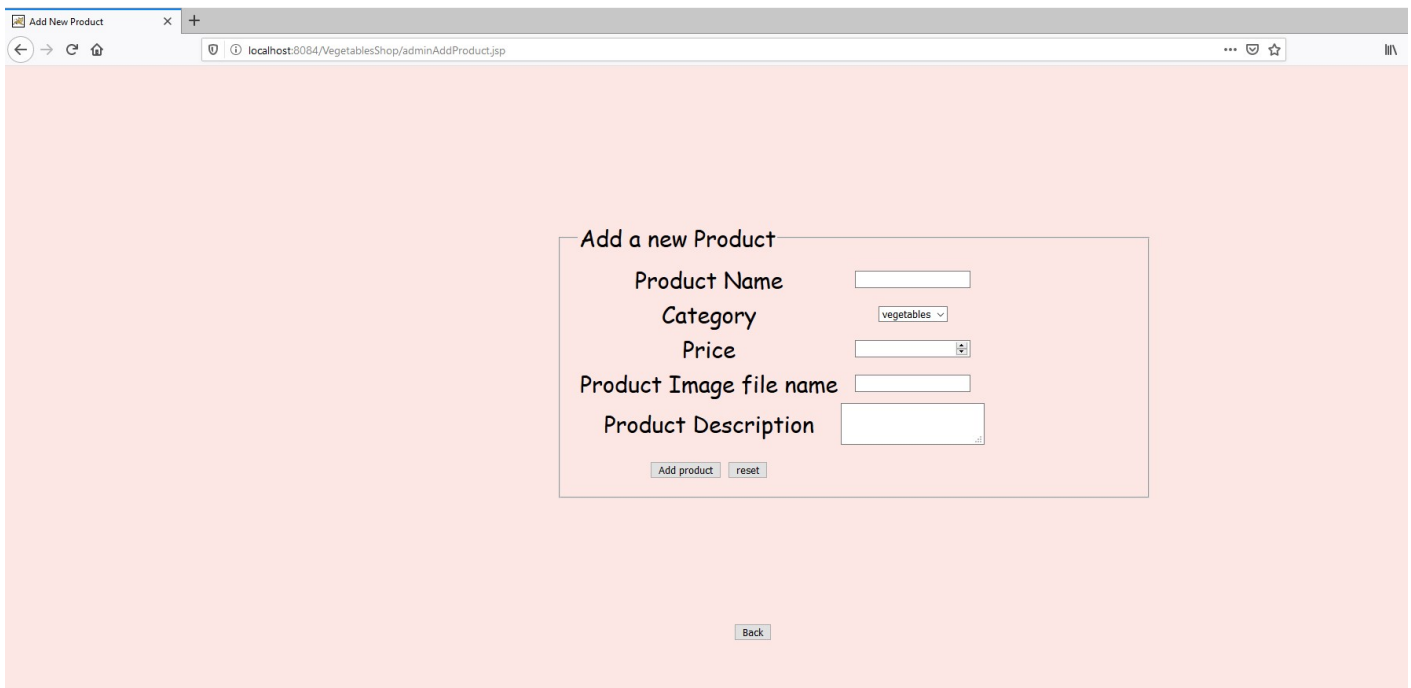 Add New Product
localhost:8084/VegetablesShop/adminAddProduct.jsp
Add a new Product
Product Name
Category vegetables
Price
Product Image file name
Product Description
Add product reset
Back